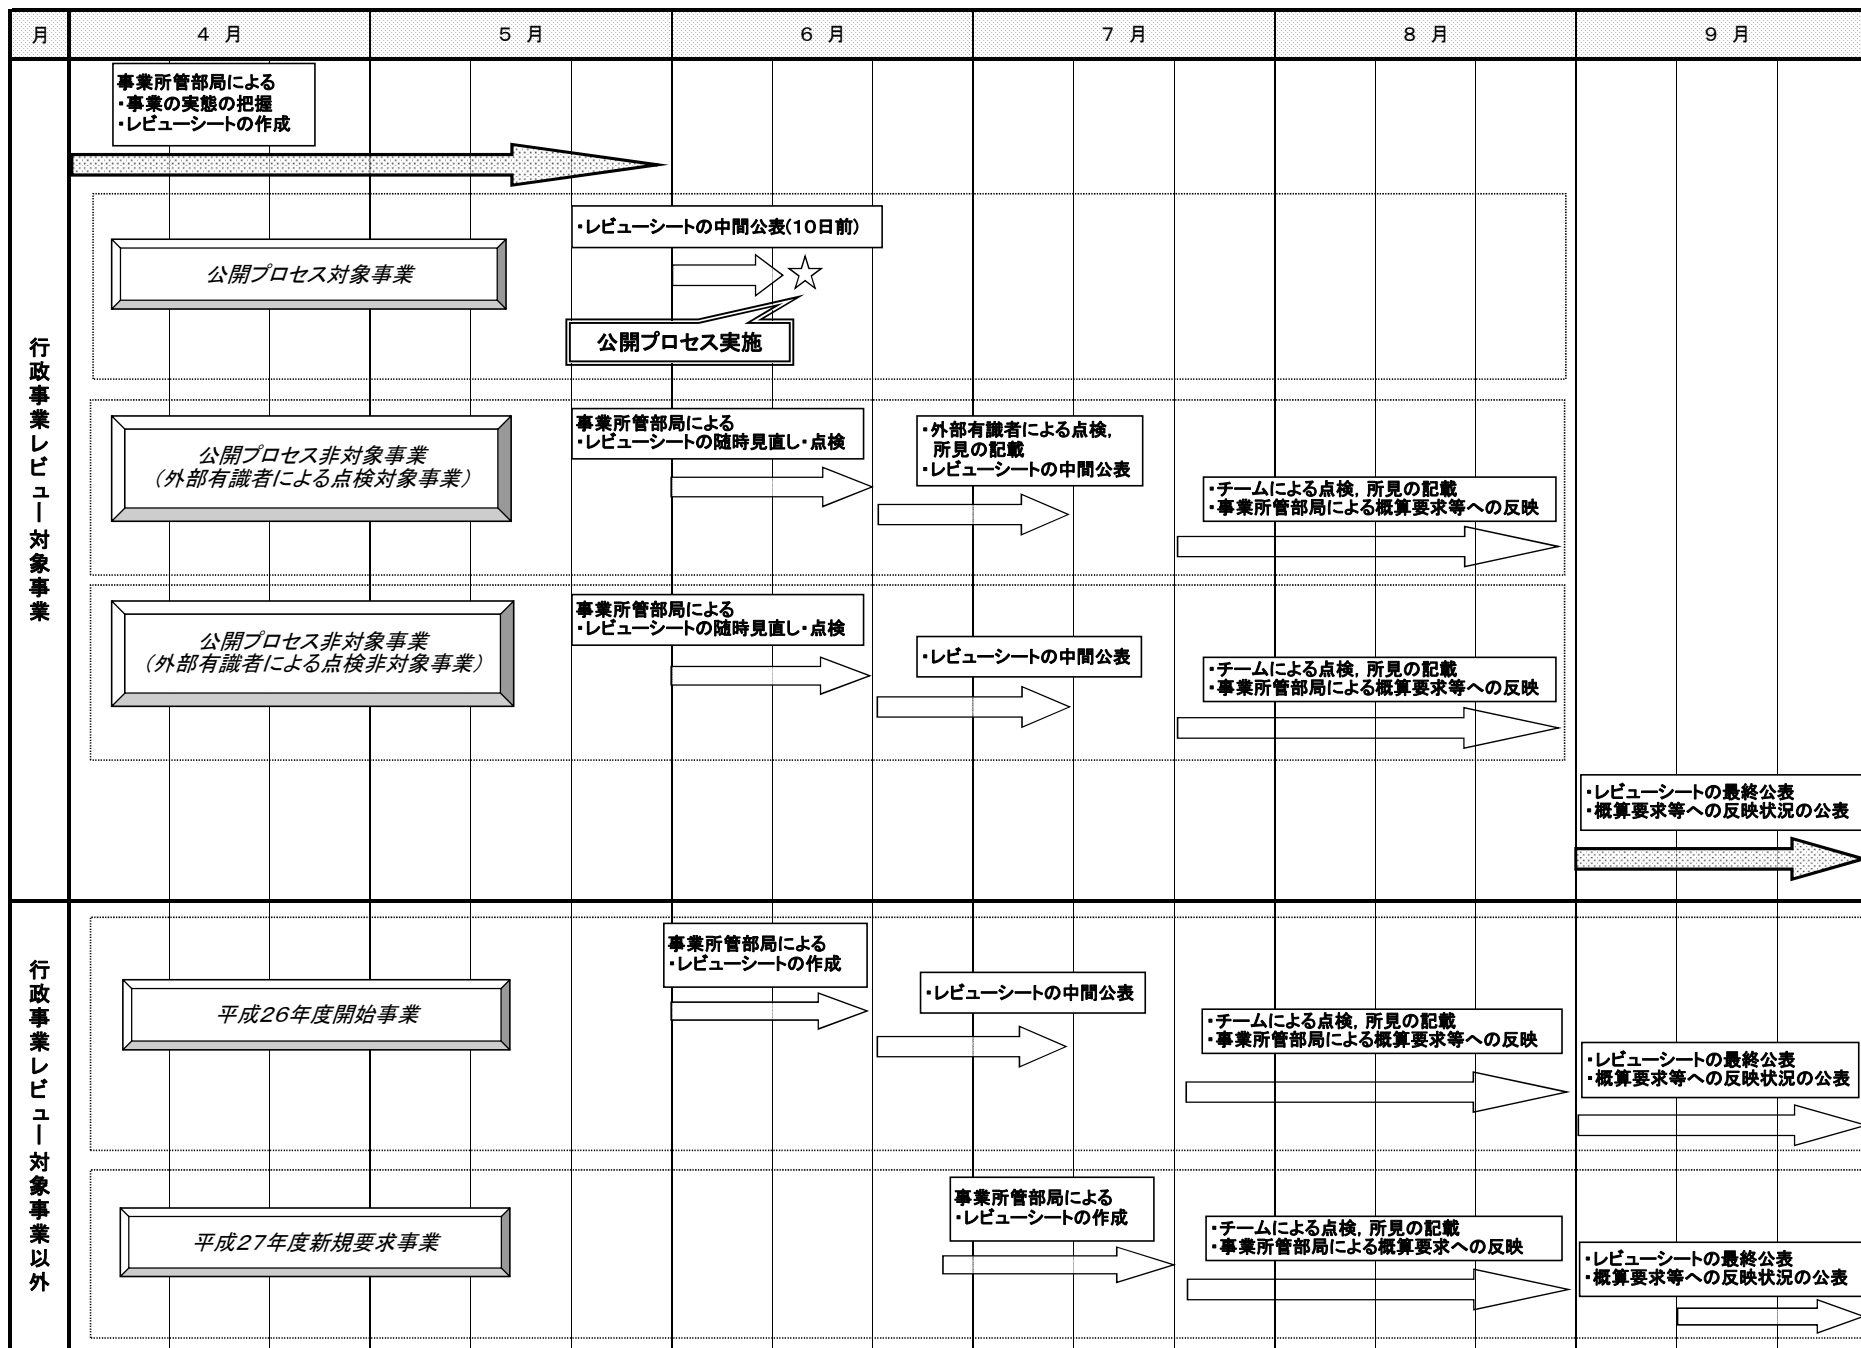 月
４　月
５　月
６　月
７　月
８　月
９　月
行政事業レビュー対象事業
事業所管部局による
・事業の実態の把握
・レビューシートの作成
公開プロセス対象事業
・レビューシートの中間公表(１０日前)
☆
公開プロセス実施
公開プロセス非対象事業
（外部有識者による点検対象事業）
事業所管部局による
・レビューシートの随時見直し・点検
・外部有識者による点検，
所見の記載
・レビューシートの中間公表
・チームによる点検，所見の記載
・事業所管部局による概算要求等への反映
公開プロセス非対象事業
（外部有識者による点検非対象事業）
事業所管部局による
・レビューシートの随時見直し・点検
・レビューシートの中間公表
・チームによる点検，所見の記載
・事業所管部局による概算要求等への反映
・レビューシートの最終公表
・概算要求等への反映状況の公表
行政事業レビュー対象事業以外
平成２６年度開始事業
事業所管部局による
・レビューシートの作成
・レビューシートの中間公表
・チームによる点検，所見の記載
・事業所管部局による概算要求等への反映
・レビューシートの最終公表
・概算要求等への反映状況の公表
平成２７年度新規要求事業
事業所管部局による
・レビューシートの作成
・チームによる点検，所見の記載
・事業所管部局による概算要求への反映
・レビューシートの最終公表
・概算要求等への反映状況の公表